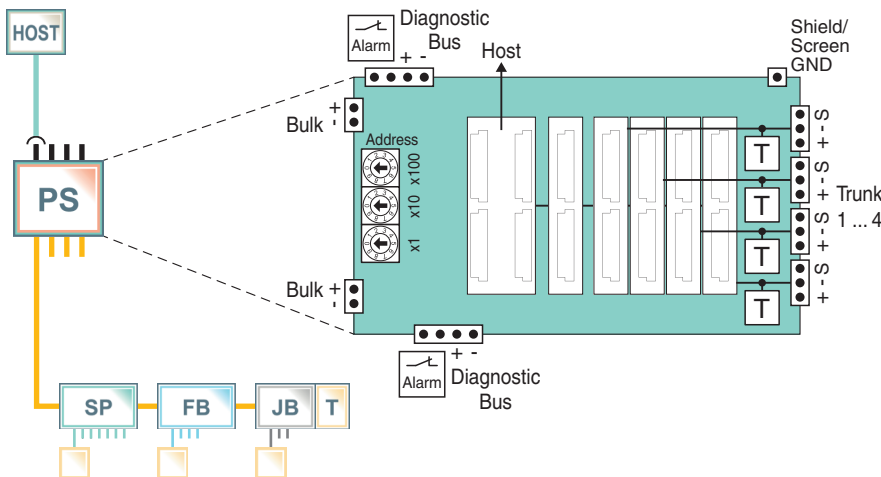 HOST
Alarm
Diagnostic
Bus
+ -
Host
Shield/
Screen
GND
+
-
Bulk
Address
x100
x10
x1
S
-
+
T
S
-
+
T
Trunk
1 ... 4
S
-
+
T
S
-
+
T
PS
Bulk +
-
+ -
Alarm
Diagnostic
Bus
SP
FB
JB
T